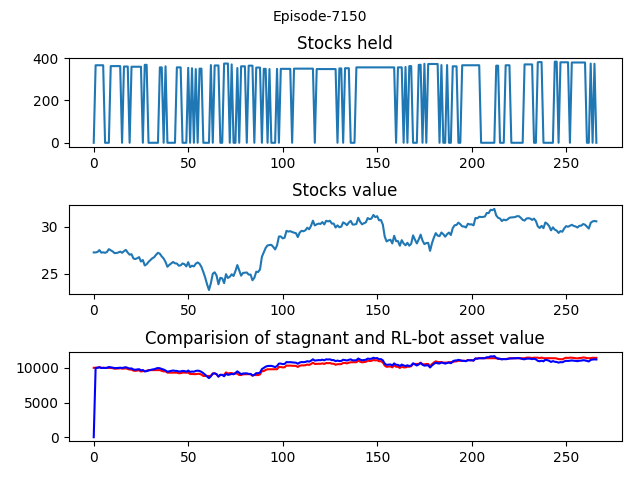 Episode-7150
Stocks held
400
200
0
0 50 100 150 200 250
Stocks value
30
25
0 50 100 150 200 250
Comparision of stagnant and RL-bot asset value
10000
5000
0
0 50 100 150 200 250